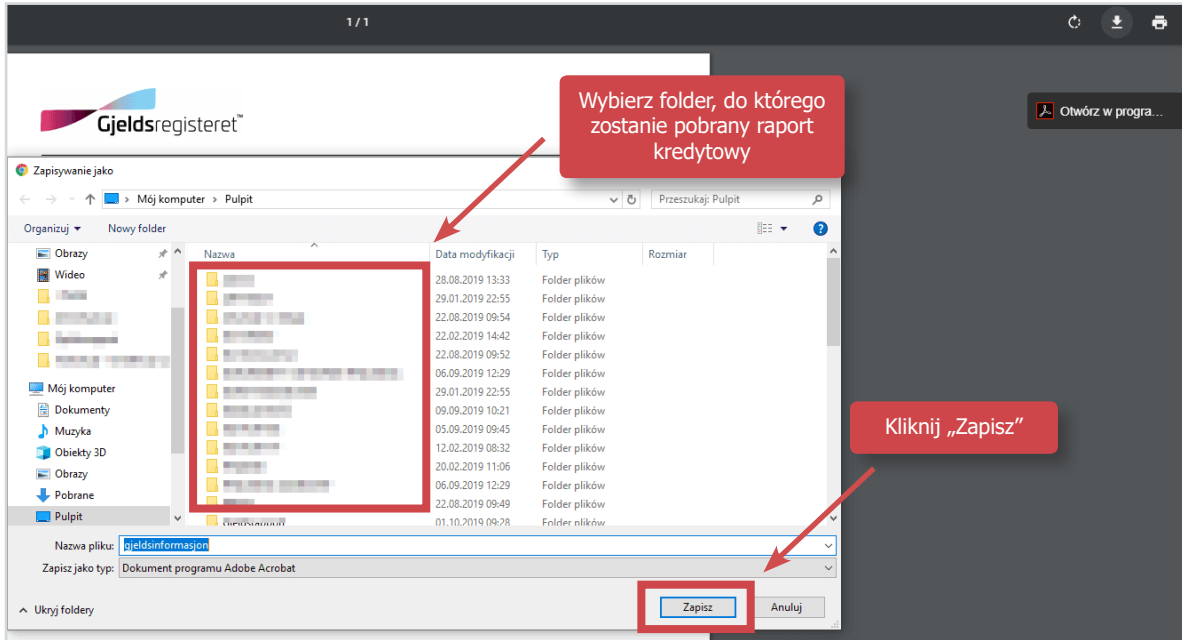 1 / 1
Gjeldsregisteret™
Wybierz folder, do którego
zostanie pobrany raport
kredytowy
Otwórz w progra...
Zapisywanie jako
Mój komputer › Pulpit
Przeszukaj: Pulpit
Organizuj
Nowy folder
Nazwa Data modyfikacji Typ Rozmiar
Obrazy
Wideo
Mój komputer
Dokumenty
Muzyka
Obiekty 3D
Obrazy
Pobrane
Pulpit
28.08.2019 13:33 Folder plików
29.01.2019 22:55 Folder plików
22.08.2019 09:54 Folder plików
22.02.2019 14:42 Folder plików
22.08.2019 09:52 Folder plików
06.09.2019 12:29 Folder plików
29.01.2019 22:55 Folder plików
09.09.2019 10:21 Folder plików
05.09.2019 09:45 Folder plików
12.02.2019 08:32 Folder plików
20.02.2019 11:06 Folder plików
06.09.2019 12:29 Folder plików
22.08.2019 09:49 Folder plików
01.10.2019 09:28 Folder plików
Kliknij „Zapisz”
Nazwa pliku: gjeldsinformasjon
Zapisz jako typ: Dokument programu Adobe Acrobat
Ukryj foldery
Zapisz
Anuluj